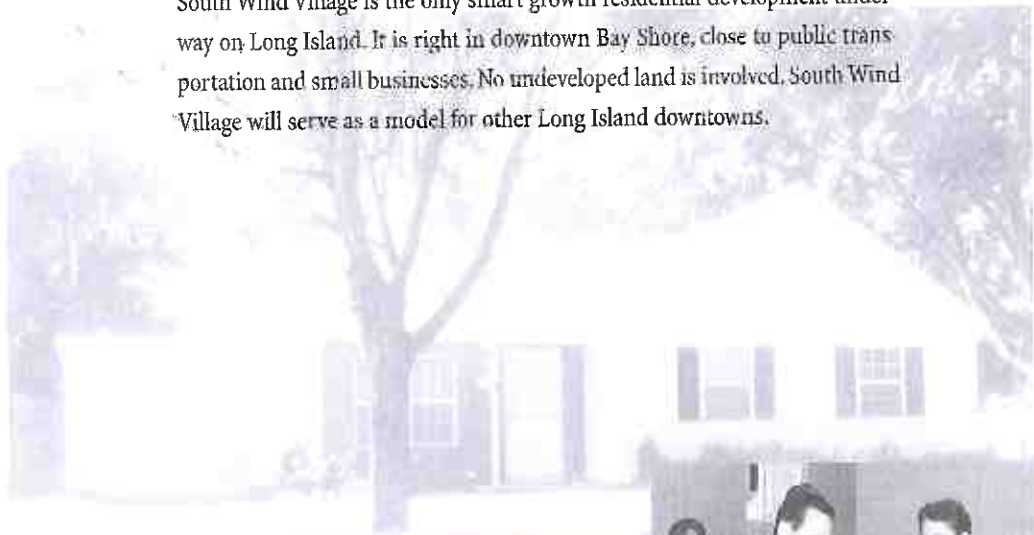 South Wind Village is the only smart growth residential development under
way on Long Island. It is right in downtown Bay Shore, close to public trans
portation and small businesses. No undeveloped land is involved. South Wind
Village will serve as a model for other Long Island downtowns.